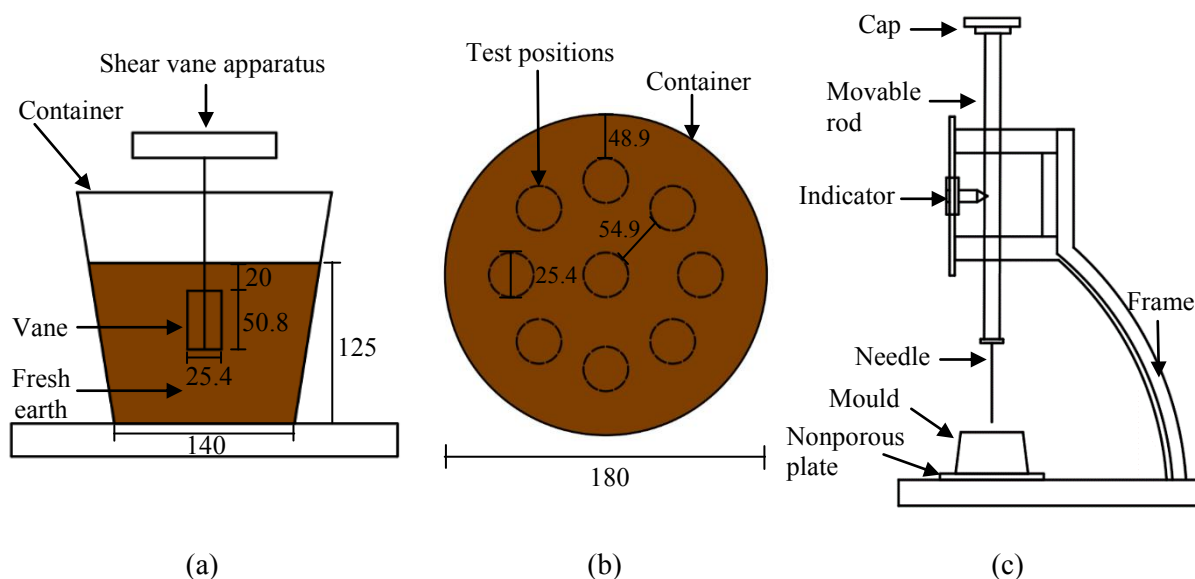 Shear vane apparatus
Container
20
50.8
Vane
25.4
125
Fresh
earth
140
(a)
Test positions
Container
48.9
54.9
25.4
180
(b)
Cap
Movable
rod
Indicator
Frame
Needle
Mould
Nonporous
plate
(c)